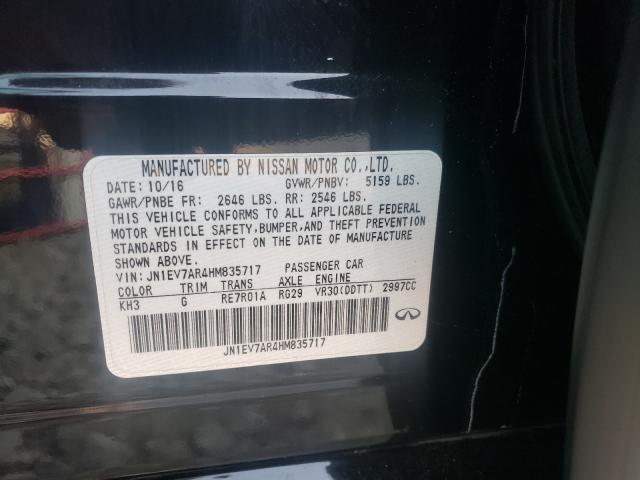 MANUFACTURED BY NISSAN MOTOR CO.,LTD.
DATE: 10/16 GVWR/PNBV: 5159 LBS.
GAWR/PNBE FR: 2646 LBS. RR: 2546 LBS.
THIS VEHICLE CONFORMS TO ALL APPLICABLE FEDERAL
MOTOR VEHICLE SAFETY,BUMPER,AND THEFT PREVENTION
STANDARDS IN EFFECT ON THE DATE OF MANUFACTURE
SHOWN ABOVE.
VIN: JN1EV7AR4HM835717 PASSENGER CAR
COLOR TRIM TRANS AXLE ENGINE
KH3 G RE7R01A RG29 VR30(DDTT) 2997CC
JN1EV7AR4HM835717